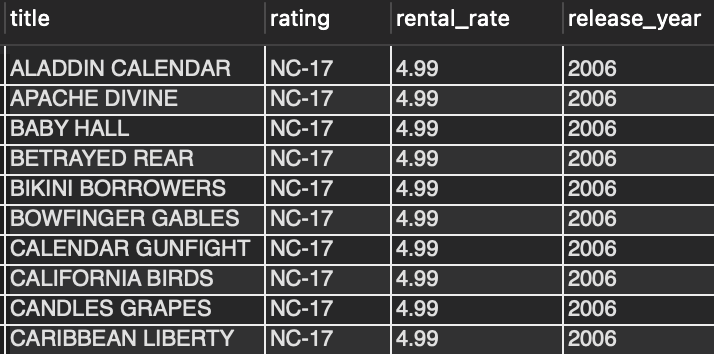 title rating rental_rate release_year
ALADDIN CALENDAR NC-17 4.99 2006
APACHE DIVINE NC-17 4.99 2006
BABY HALL NC-17 4.99 2006
BETRAYED REAR NC-17 4.99 2006
BIKINI BORROWERS NC-17 4.99 2006
BOWFINGER GABLES NC-17 4.99 2006
CALENDAR GUNFIGHT NC-17 4.99 2006
CALIFORNIA BIRDS NC-17 4.99 2006
CANDLES GRAPES NC-17 4.99 2006
CARIBBEAN LIBERTY NC-17 4.99 2006